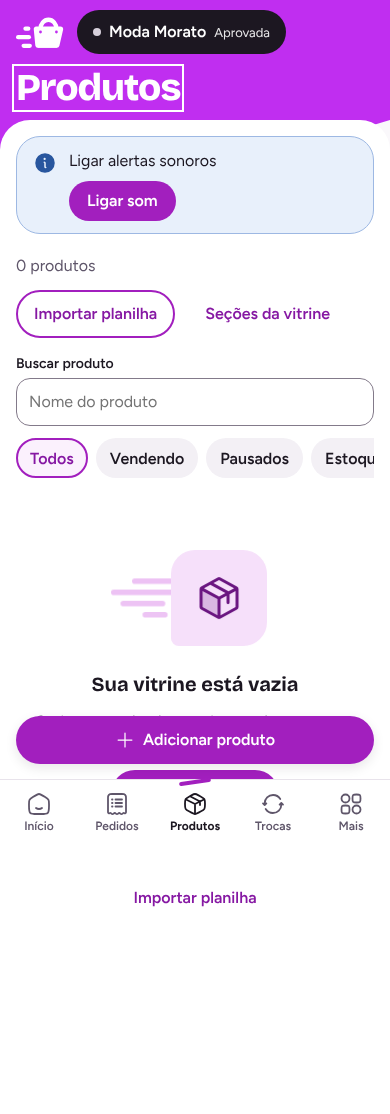 Moda Morato Aprovada
Produtos
Ligar alertas sonoros
Ligar som
0 produtos
Importar planilha
Seções da vitrine
Buscar produto
Nome do produto
Todos
Vendendo
Pausados
Estoqu
Sua vitrine está vazia
Adicionar produto
Início
Pedidos
Produtos
Trocas
Mais
Importar planilha